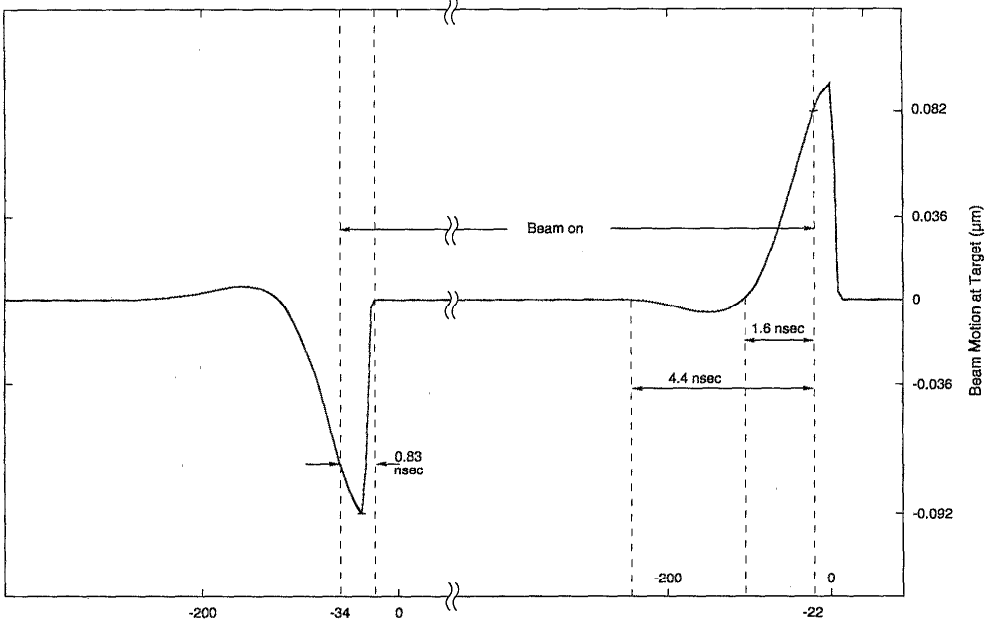 0.082
0.036
Beam on
0
1.6 nsec
4.4 nsec
-0.036
0.83
nsec
-0.092
-200
0
-200
-34
0
-22
Beam Motion at Target (μm)